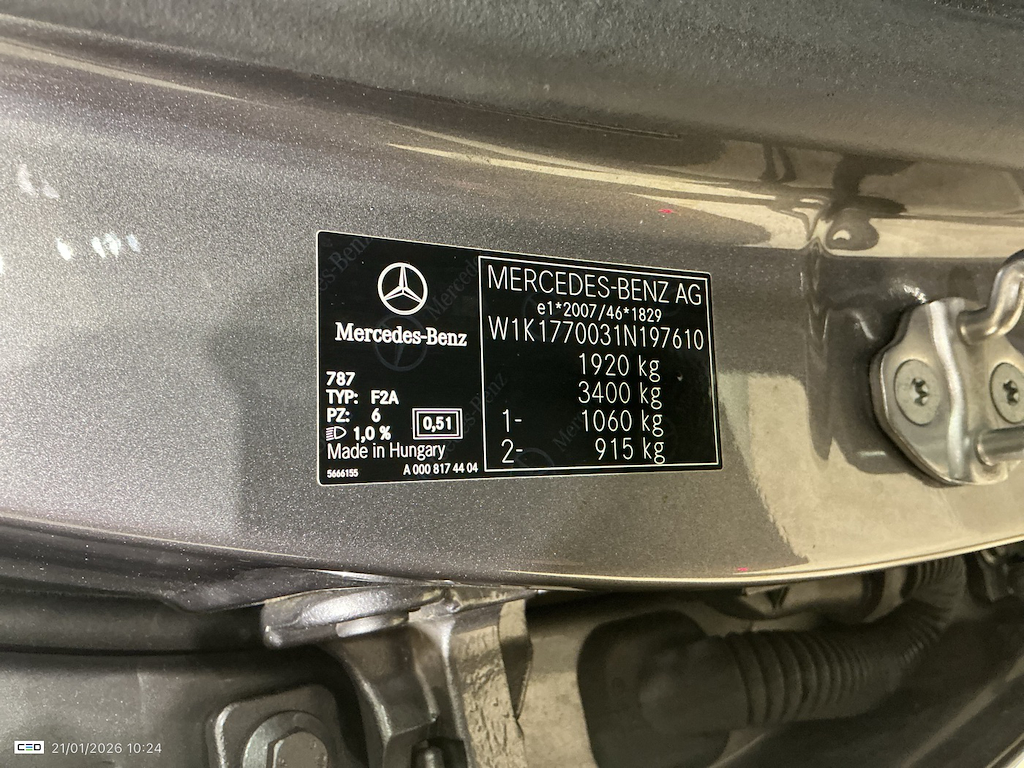 Mercedes-Benz
787
TYP: F2A
PZ: 6
1,0 %
0,51
Made in Hungary
5666155
A 000 817 44 04
MERCEDES-BENZ AG
e1*2007/46*1829
W1K1770031N197610
1920 kg
3400 kg
1- 1060 kg
2- 915 kg
CEO 21/01/2026 10:24